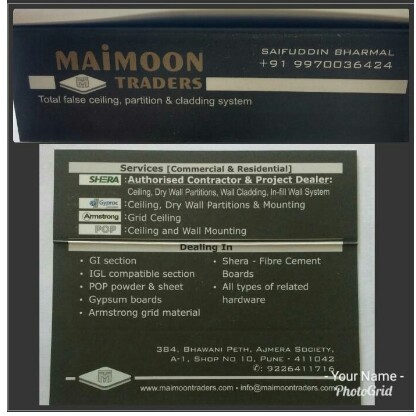 MAiMOON
TRADERS
Total false ceiling, partition & cladding system
SAIFUDDIN BHARMAL
+91 9970036424
Services [Commercial & Residential]
SHERA :Authorised Contractor & Project Dealer:
Ceiling, Dry Wall Partitions, Wall Cladding, In-fill Wall System
Gyproc :Ceiling, Dry Wall Partitions & Mounting
Armstrong :Grid Ceiling
POP :Ceiling and Wall Mounting
Dealing In
• GI section
• IGL compatible section
• POP powder & sheet
• Gypsum boards
• Armstrong grid material
• Shera - Fibre Cement
Boards
• All types of related
hardware
384, Bhawani Peth, Ajmera Society,
A-1, Shop No 10, Pune - 411042
✆: 9226411716
www.maimoontraders.com • info@maimoontraders.com
- Your Name -
PhotoGrid